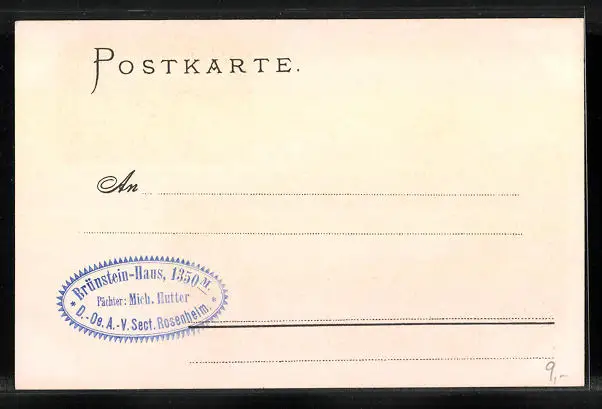 POSTKARTE.
An
Brünstein-Haus, 1350 M.
Pächter: Mich. Hutter
* D.-Oe. A.-V. Sect. Rosenheim. *
9,-